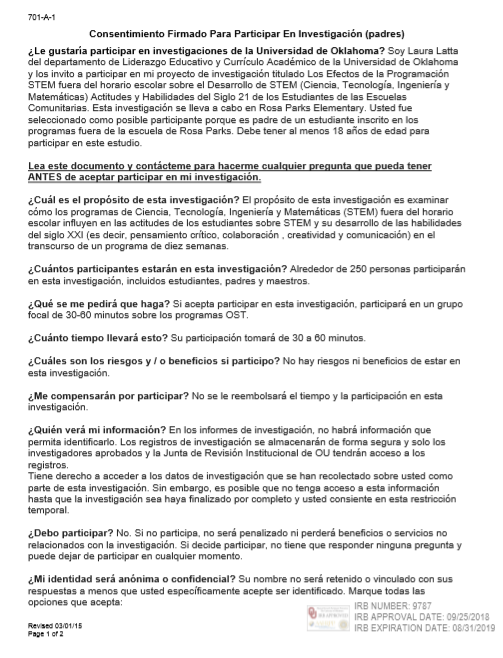 701-A-1
Consentimiento Firmado Para Participar En Investigación (padres)
¿Le gustaría participar en investigaciones de la Universidad de Oklahoma? Soy Laura Latta
del departamento de Liderazgo Educativo y Currículo Académico de la Universidad de Oklahoma
y los invito a participar en mi proyecto de investigación titulado Los Efectos de la Programación
STEM fuera del horario escolar sobre el Desarrollo de STEM (Ciencia, Tecnología, Ingeniería y
Matemáticas) Actitudes y Habilidades del Siglo 21 de los Estudiantes de las Escuelas
Comunitarias. Esta investigación se lleva a cabo en Rosa Parks Elementary. Usted fue
seleccionado como posible participante porque es padre de un estudiante inscrito en los
programas fuera de la escuela de Rosa Parks. Debe tener al menos 18 años de edad para
participar en este estudio.
Lea este documento y contácteme para hacerme cualquier pregunta que pueda tener
ANTES de aceptar participar en mi investigación.
¿Cuál es el propósito de esta investigación? El propósito de esta investigación es examinar
cómo los programas de Ciencia, Tecnología, Ingeniería y Matemáticas (STEM) fuera del horario
escolar influyen en las actitudes de los estudiantes sobre STEM y su desarrollo de las habilidades
del siglo XXI (es decir, pensamiento crítico, colaboración , creatividad y comunicación) en el
transcurso de un programa de diez semanas.
¿Cuántos participantes estarán en esta investigación? Alrededor de 250 personas participarán
en esta investigación, incluidos estudiantes, padres y maestros.
¿Qué se me pedirá que haga? Si acepta participar en esta investigación, participará en un grupo
focal de 30-60 minutos sobre los programas OST.
¿Cuánto tiempo llevará esto? Su participación tomará de 30 a 60 minutos.
¿Cuáles son los riesgos y / o beneficios si participo? No hay riesgos ni beneficios de estar en
esta investigación.
¿Me compensarán por participar? No se le reembolsará el tiempo y la participación en esta
investigación.
¿Quién verá mi información? En los informes de investigación, no habrá información que
permita identificarlo. Los registros de investigación se almacenarán de forma segura y solo los
investigadores aprobados y la Junta de Revisión Institucional de OU tendrán acceso a los
registros.
Tiene derecho a acceder a los datos de investigación que se han recolectado sobre usted como
parte de esta investigación. Sin embargo, es posible que no tenga acceso a esta información
hasta que la investigación sea haya finalizado por completo y usted consiente en esta restricción
temporal.
¿Debo participar? No. Si no participa, no será penalizado ni perderá beneficios o servicios no
relacionados con la investigación. Si decide participar, no tiene que responder ninguna pregunta y
puede dejar de participar en cualquier momento.
¿Mi identidad será anónima o confidencial? Su nombre no será retenido o vinculado con sus
respuestas a menos que usted específicamente acepte ser identificado. Marque todas las
opciones que acepta:
Revised 03/01/15
Page 1 of 2
IRB NUMBER: 9787
IRB APPROVAL DATE: 09/25/2018
IRB EXPIRATION DATE: 08/31/2019